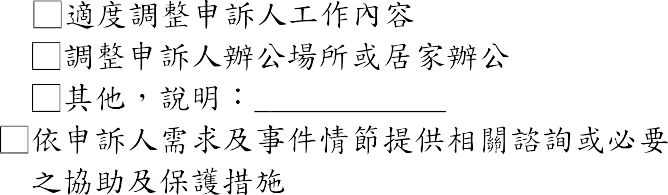 □適度調整申訴人工作內容
□調整申訴人辦公場所或居家辦公
□其他，說明：____________
□依申訴人需求及事件情節提供相關諮詢或必要
之協助及保護措施